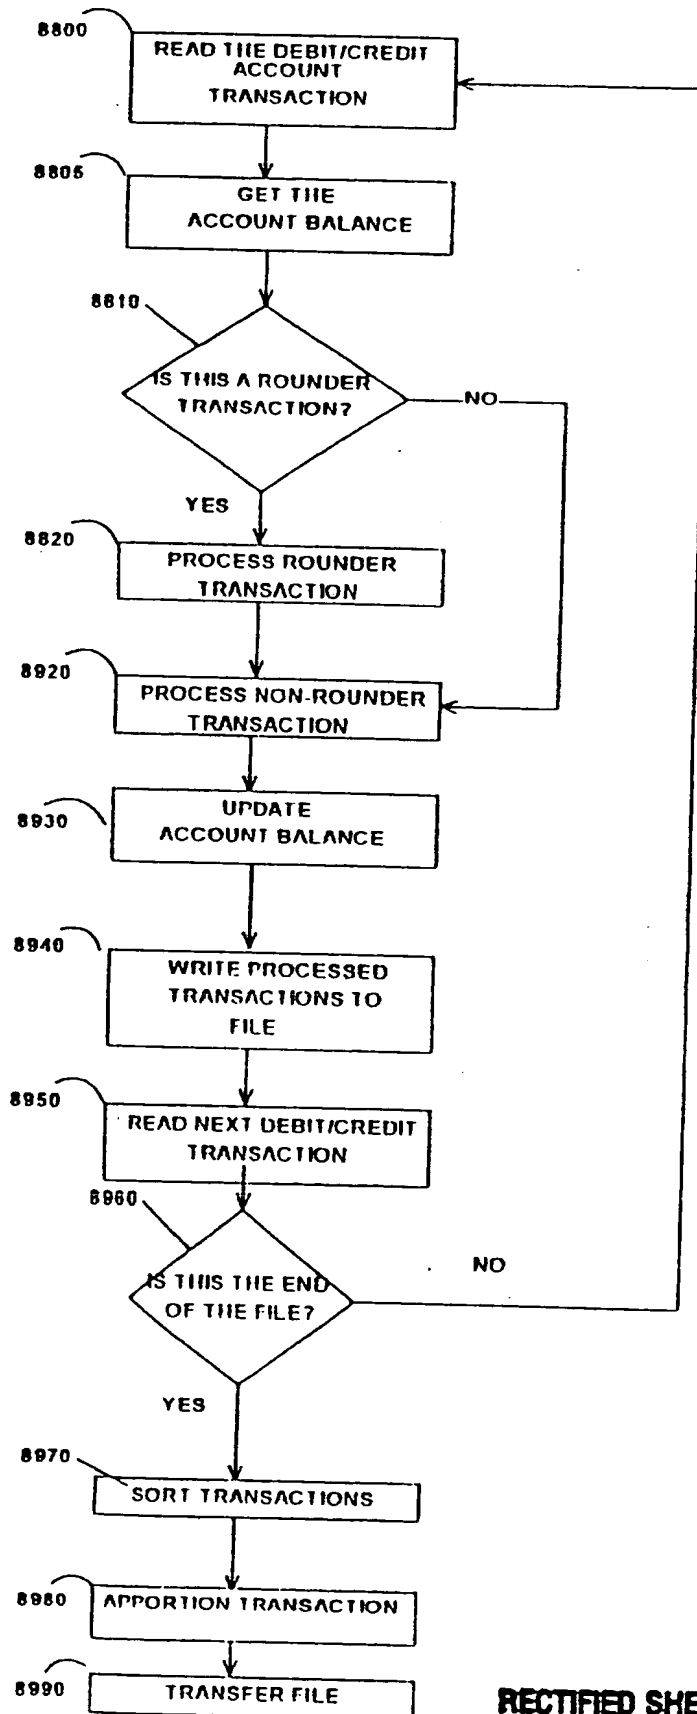 8800
READ THE DEBIT/CREDIT
ACCOUNT
TRANSACTION
8805
GET THE
ACCOUNT BALANCE
8810
IS THIS A ROUNDER
TRANSACTION?
NO
YES
8820
PROCESS ROUNDER
TRANSACTION
8920
PROCESS NON-ROUNDER
TRANSACTION
8930
UPDATE
ACCOUNT BALANCE
8940
WRITE PROCESSED
TRANSACTIONS TO
FILE
8950
READ NEXT DEBIT/CREDIT
TRANSACTION
8960
IS THIS THE END
OF THE FILE?
NO
YES
8970
SORT TRANSACTIONS
8980
APPORTION TRANSACTION
8990
TRANSFER FILE
RECTIFIED SHE